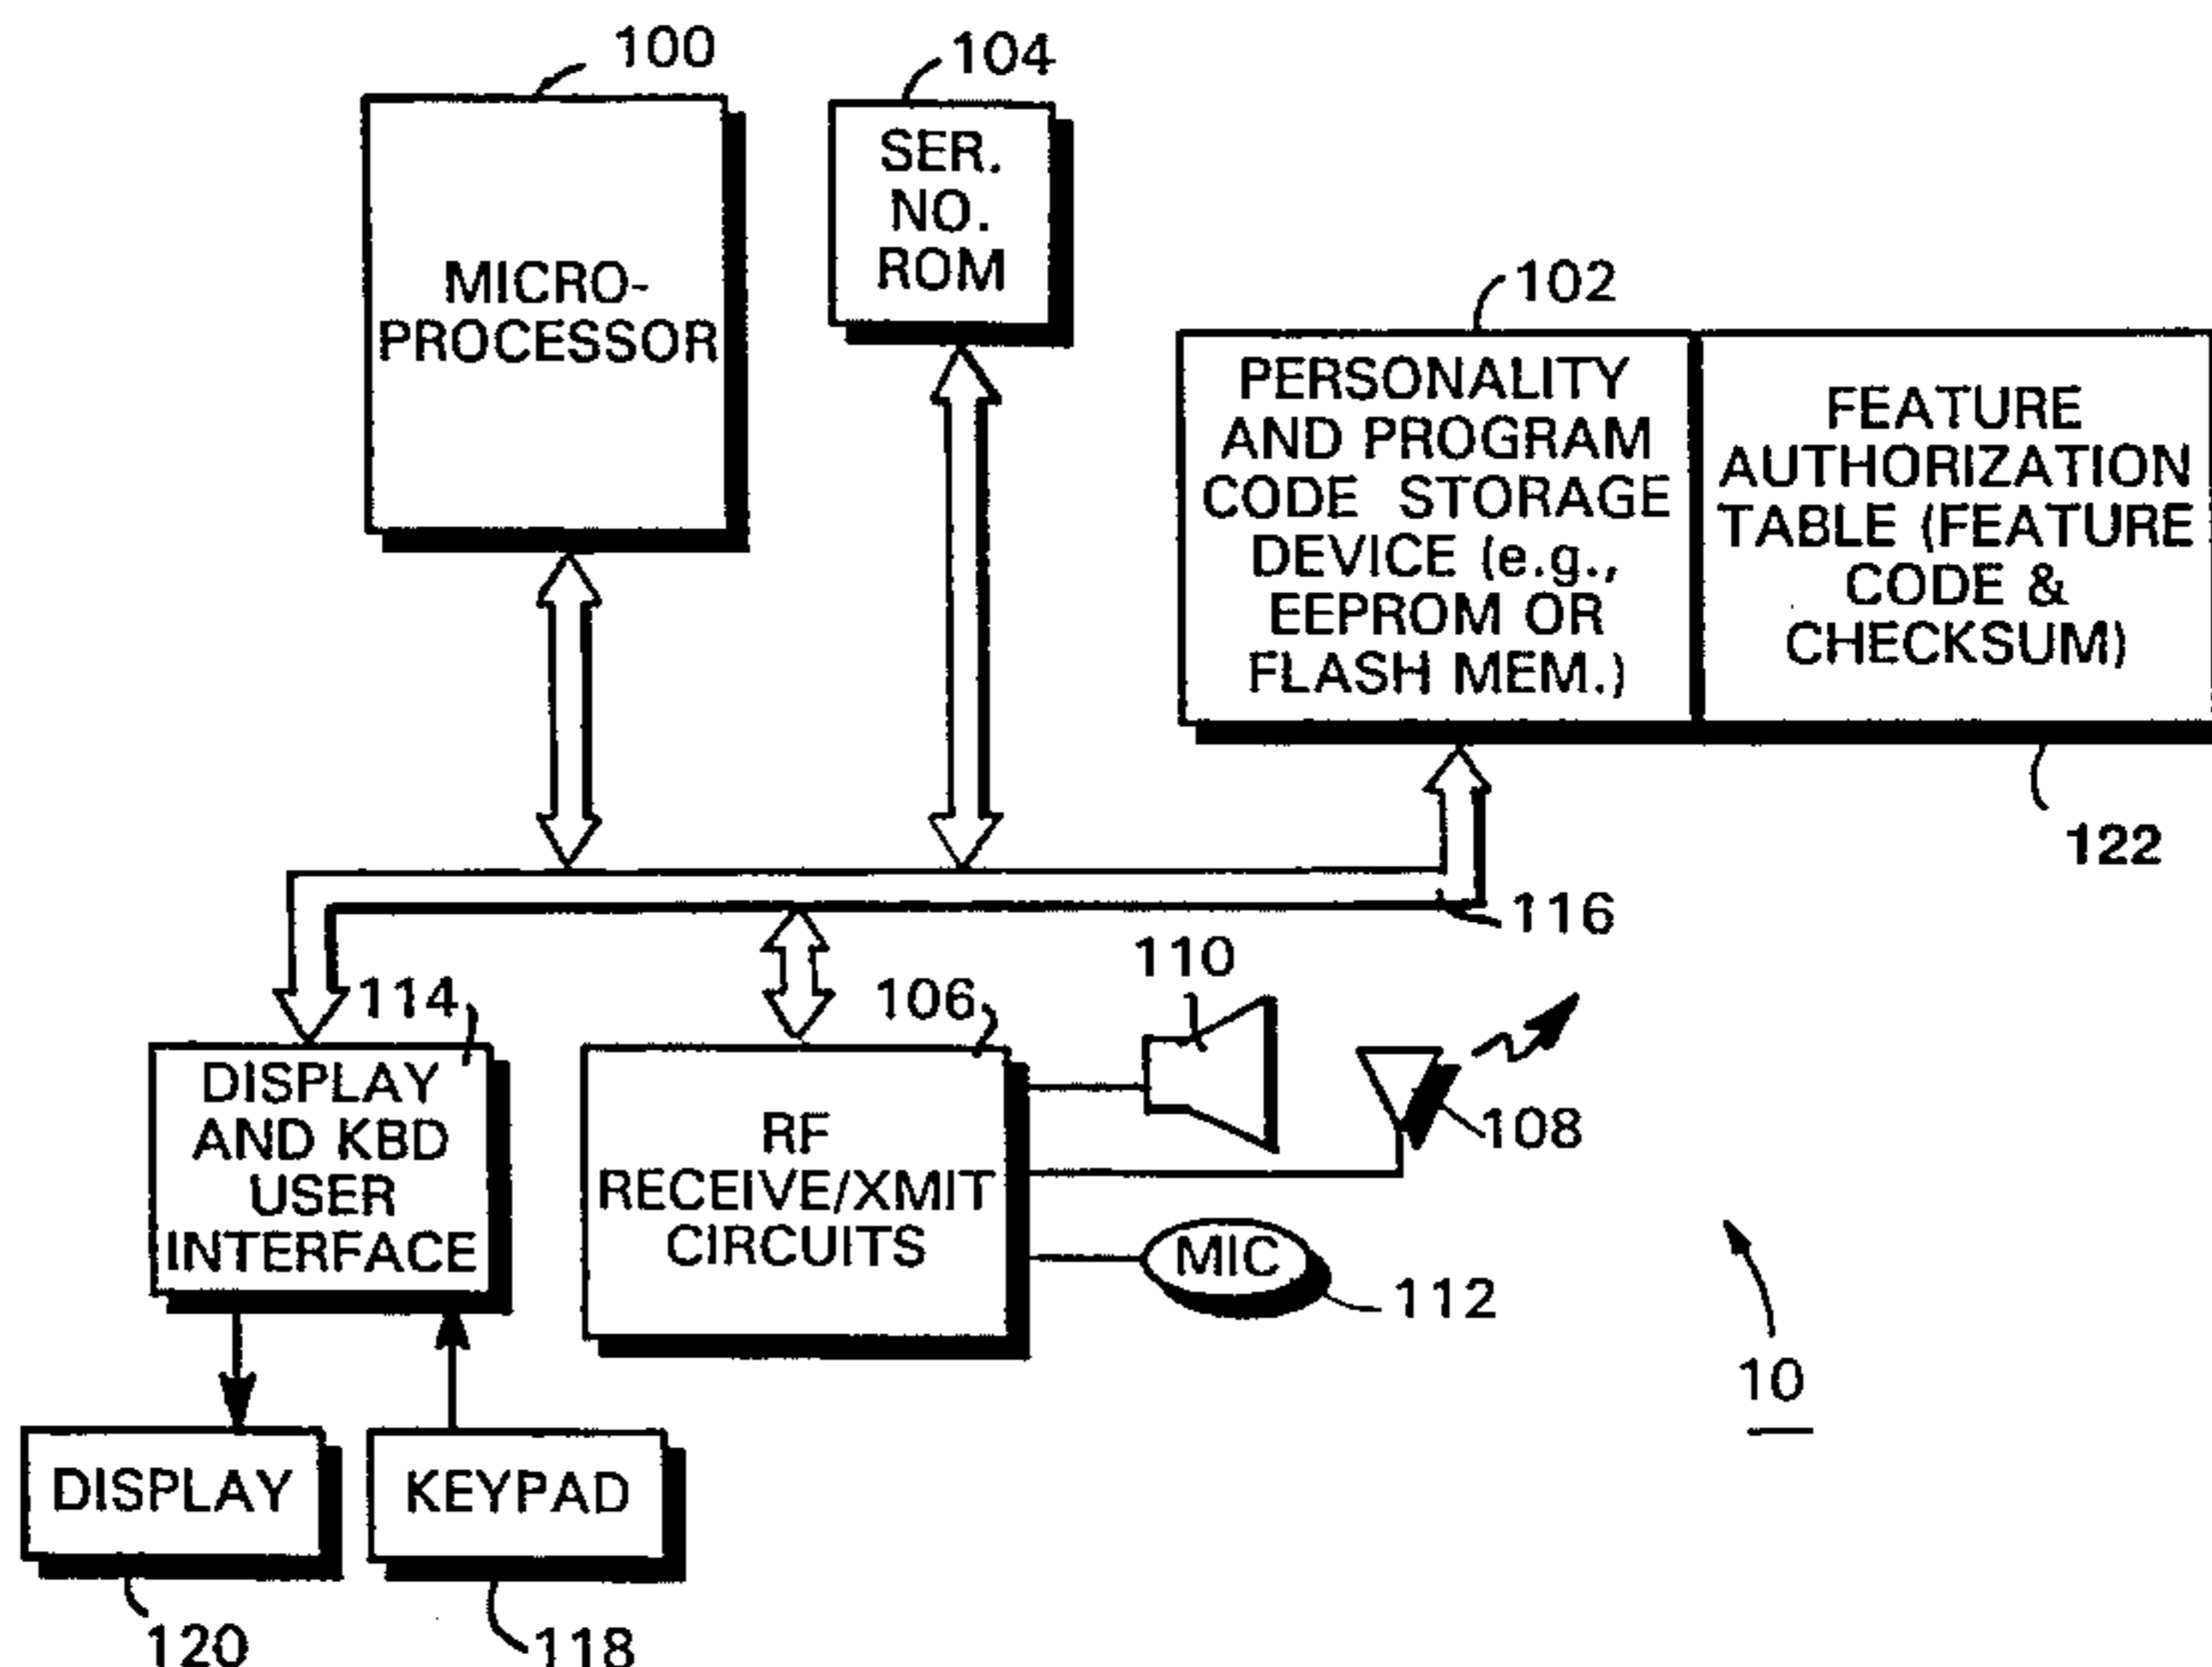 100
104
MICRO-
PROCESSOR
SER.
NO.
ROM
102
PERSONALITY
AND PROGRAM
CODE STORAGE
DEVICE (e.g.,
EEPROM OR
FLASH MEM.)
FEATURE
AUTHORIZATION
TABLE (FEATURE
CODE &
CHECKSUM)
122
116
110
114
106
DISPLAY
AND KBD
USER
INTERFACE
RF
RECEIVE/XMIT
CIRCUITS
108
MIC
112
10
DISPLAY
KEYPAD
120
118